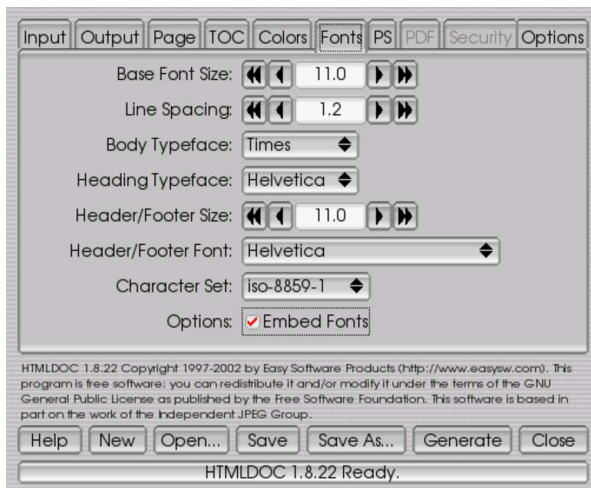 Input Output Page TOC Colors Fonts PS PDF Security Options
Base Font Size: 11.0
Line Spacing: 1.2
Body Typeface: Times
Heading Typeface: Helvetica
Header/Footer Size: 11.0
Header/Footer Font: Helvetica
Character Set: iso-8859-1
Options: Embed Fonts
HTMLDOC 1.8.22 Copyright 1997-2002 by Easy Software Products (http://www.easysw.com). This
program is free software; you can redistribute it and/or modify it under the terms of the GNU
General Public License as published by the Free Software Foundation. This software is based in
part on the work of the Independent JPEG Group.
Help New Open... Save Save As... Generate Close
HTMLDOC 1.8.22 Ready.